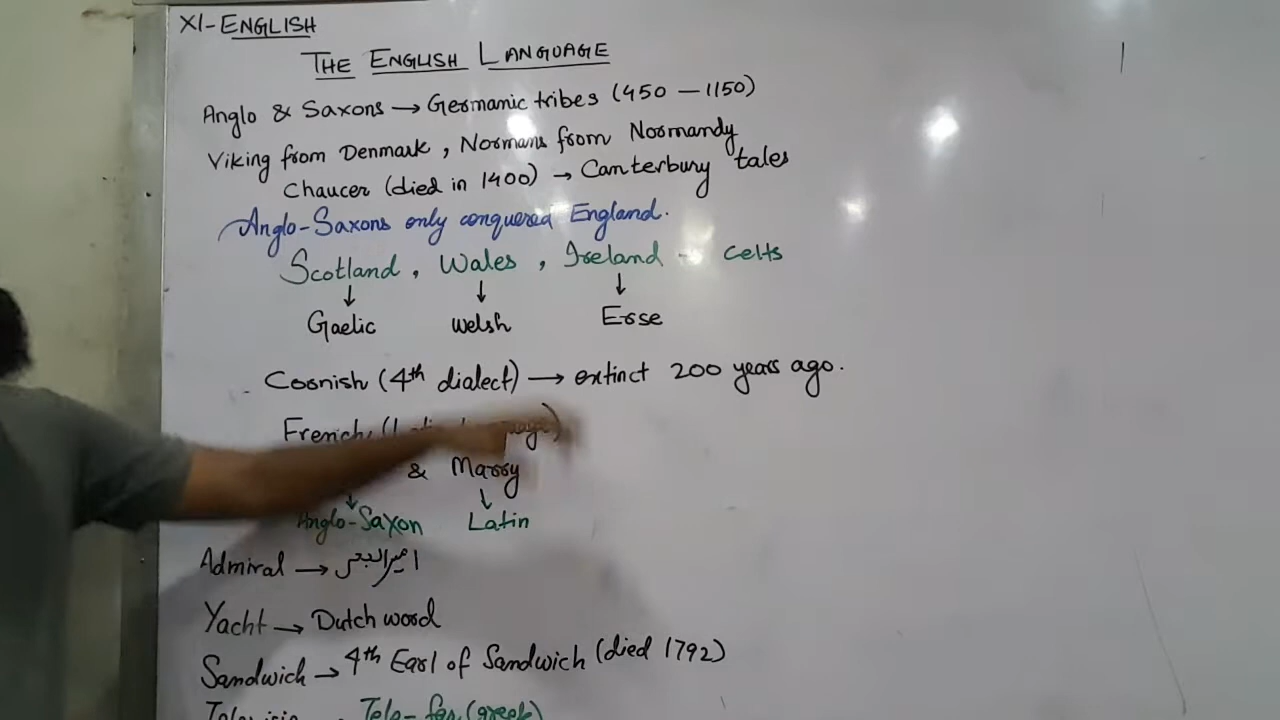 XI-ENGLISH
THE ENGLISH LANGUAGE
Anglo & Saxons → Germanic tribes (450 – 1150)
Viking from Denmark, Normans from Normandy
Chaucer (died in 1400) → Canterbury tales
Anglo-Saxons only conquered England.
Scotland, Wales, Ireland - Celts
↓ ↓ ↓
Gaelic Welsh Erse
Cornish (4th dialect) → extinct 200 years ago.
French
& Marry
↓ ↓
Anglo-Saxon Latin
Admiral → امیر البحر
Yacht → Dutch word
Sandwich → 4th Earl of Sandwich (died 1792)
Tele-far (greek)